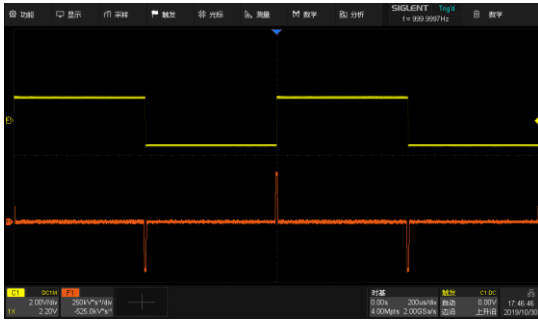 功能 显示 采样 触发 光标 测量 数学 分析 SIGLENT Trig'd 数学
f = 999.9997Hz
C1 DC1M F1 时基 触发 C1 DC
2.00V/div 250kV*s⁻¹/div 0.00s 200us/div 自动 0.00V 17:46:46
1X 2.20V -525.0kV*s⁻¹ 4.00Mpts 2.00GSa/s 边沿 上升沿 2019/10/30